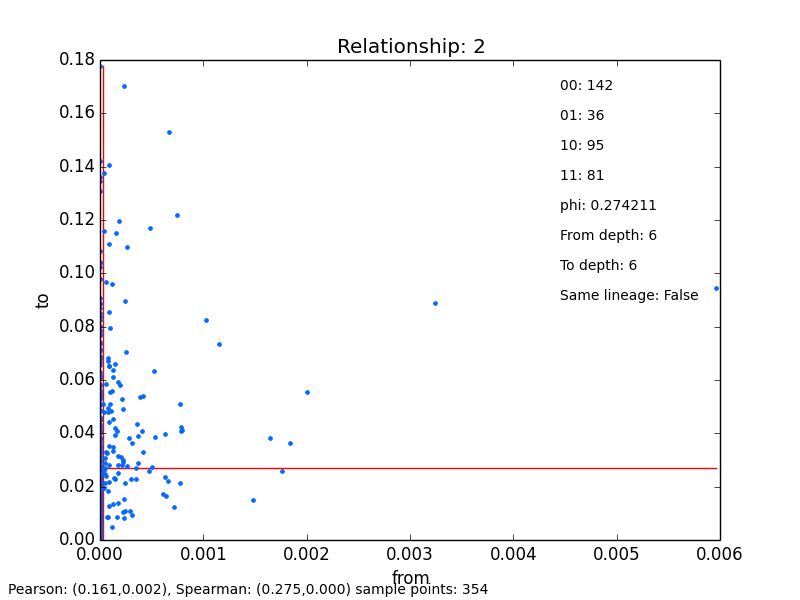 Relationship: 2
0.18
0.16
0.14
0.12
0.10
0.08
0.06
0.04
0.02
0.00
to
00: 142
01: 36
10: 95
11: 81
phi: 0.274211
From depth: 6
To depth: 6
Same lineage: False
0.000 0.001 0.002 0.003 0.004 0.005 0.006
from
Pearson: (0.161,0.002), Spearman: (0.275,0.000) sample points: 354